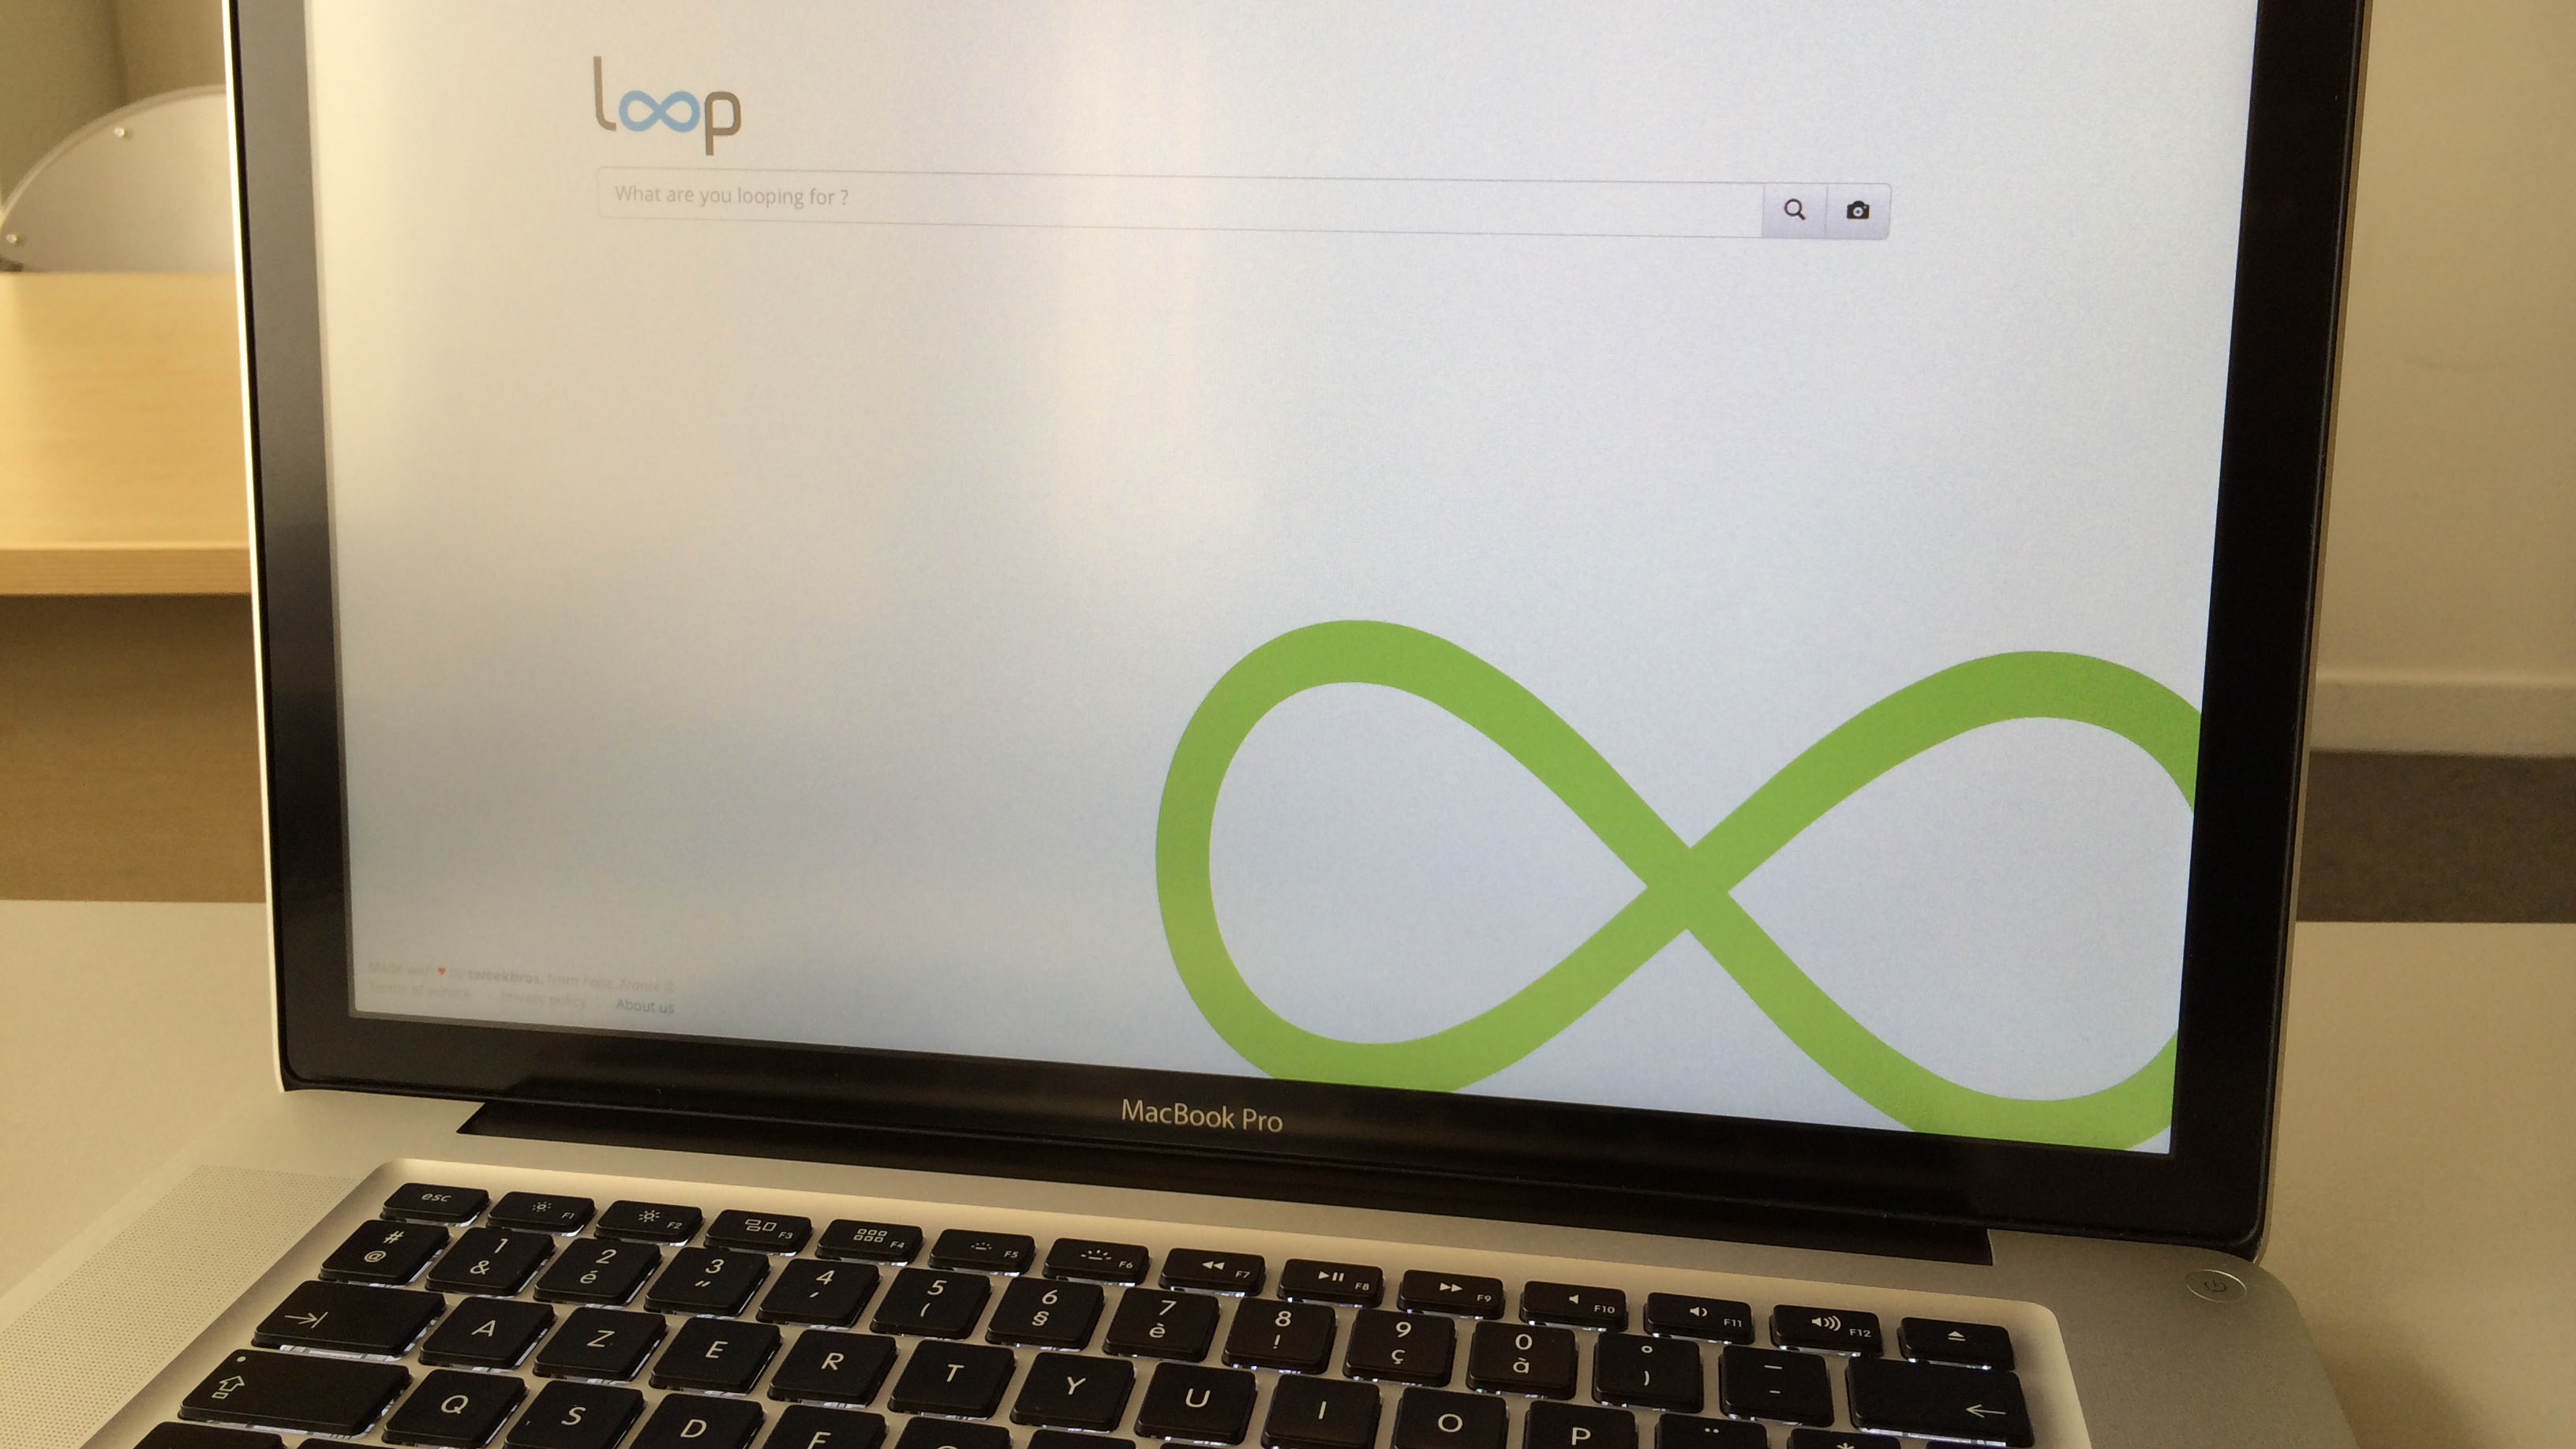 loop
What are you looping for ?
Made with ♥ by tweekbros, from Paris, France
Terms of service Privacy policy About us
MacBook Pro
esc F1 F2 F3 F4 F5 F6 F7 F8 F9 F10 F11 F12
# 1 2 3 4 5 6 7 8 9 0 °
@ & é " ' ( § è ! ç à ) -
A Z E R T Y U I O P ¨ *
Q S D F